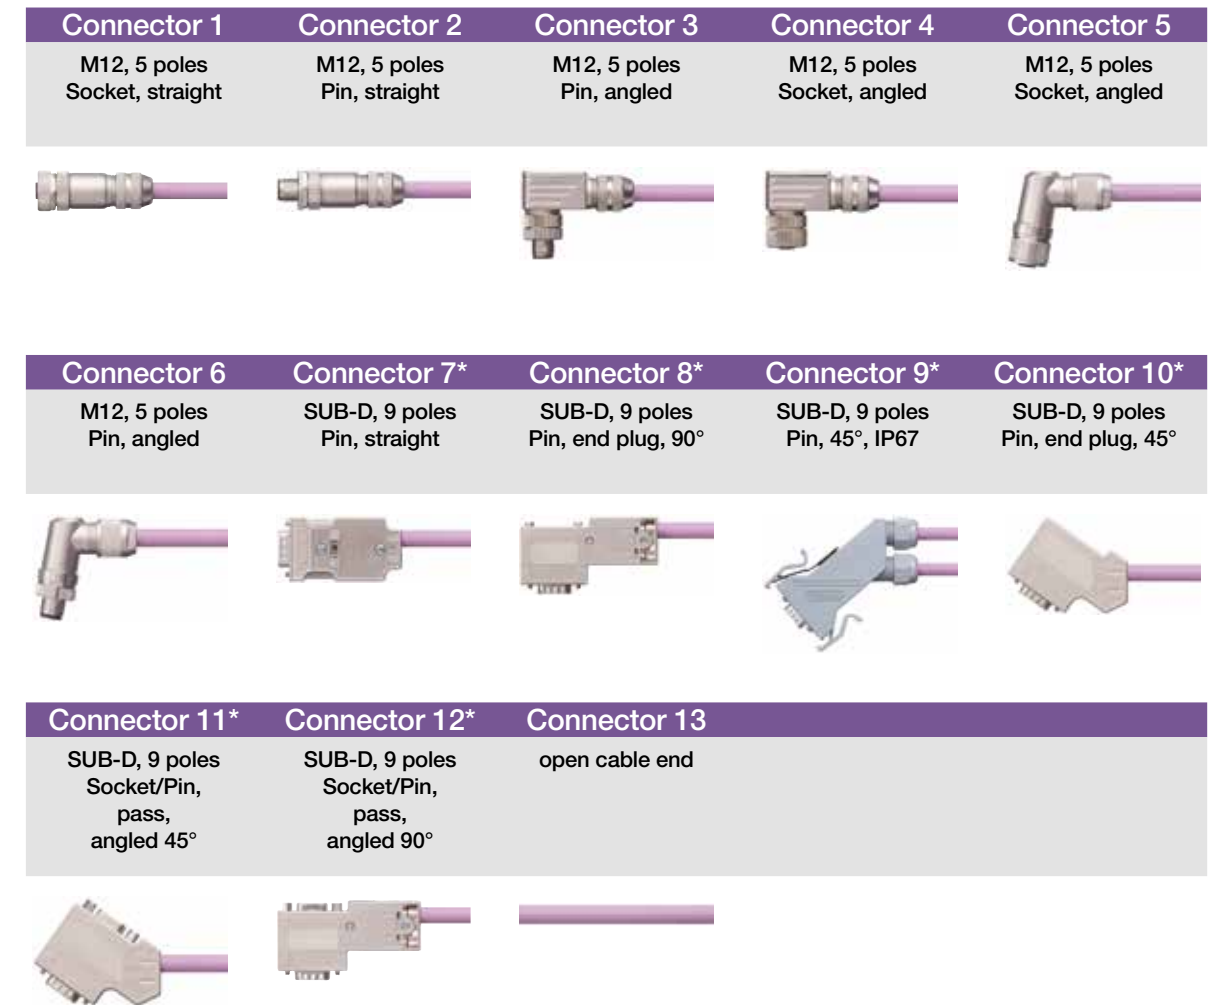 Connector 1 Connector 2 Connector 3 Connector 4 Connector 5
M12, 5 poles M12, 5 poles M12, 5 poles M12, 5 poles M12, 5 poles
Socket, straight Pin, straight Pin, angled Socket, angled Socket, angled
Connector 6 Connector 7* Connector 8* Connector 9* Connector 10*
M12, 5 poles SUB-D, 9 poles SUB-D, 9 poles SUB-D, 9 poles SUB-D, 9 poles
Pin, angled Pin, straight Pin, end plug, 90° Pin, 45°, IP67 Pin, end plug, 45°
Connector 11* Connector 12* Connector 13
SUB-D, 9 poles SUB-D, 9 poles open cable end
Socket/Pin, Socket/Pin,
pass, pass,
angled 45° angled 90°